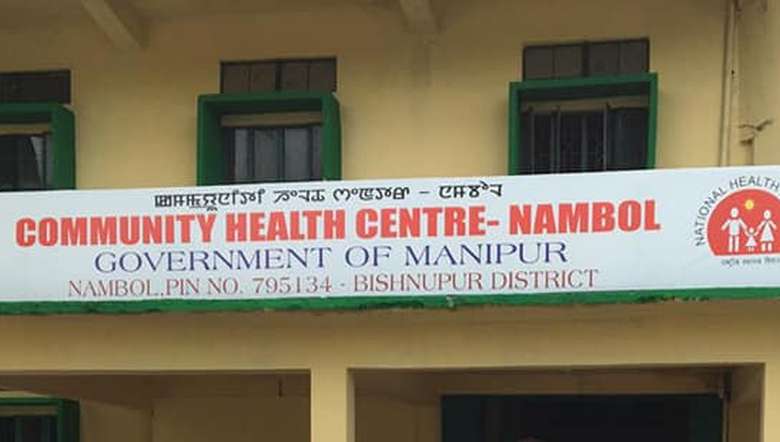 COMMUNITY HEALTH CENTRE- NAMBOL
GOVERNMENT OF MANIPUR
NAMBOL,PIN NO. 795134 - BISHNUPUR DISTRICT
NATIONAL HEALTH
राष्ट्रीय स्वास्थ्य